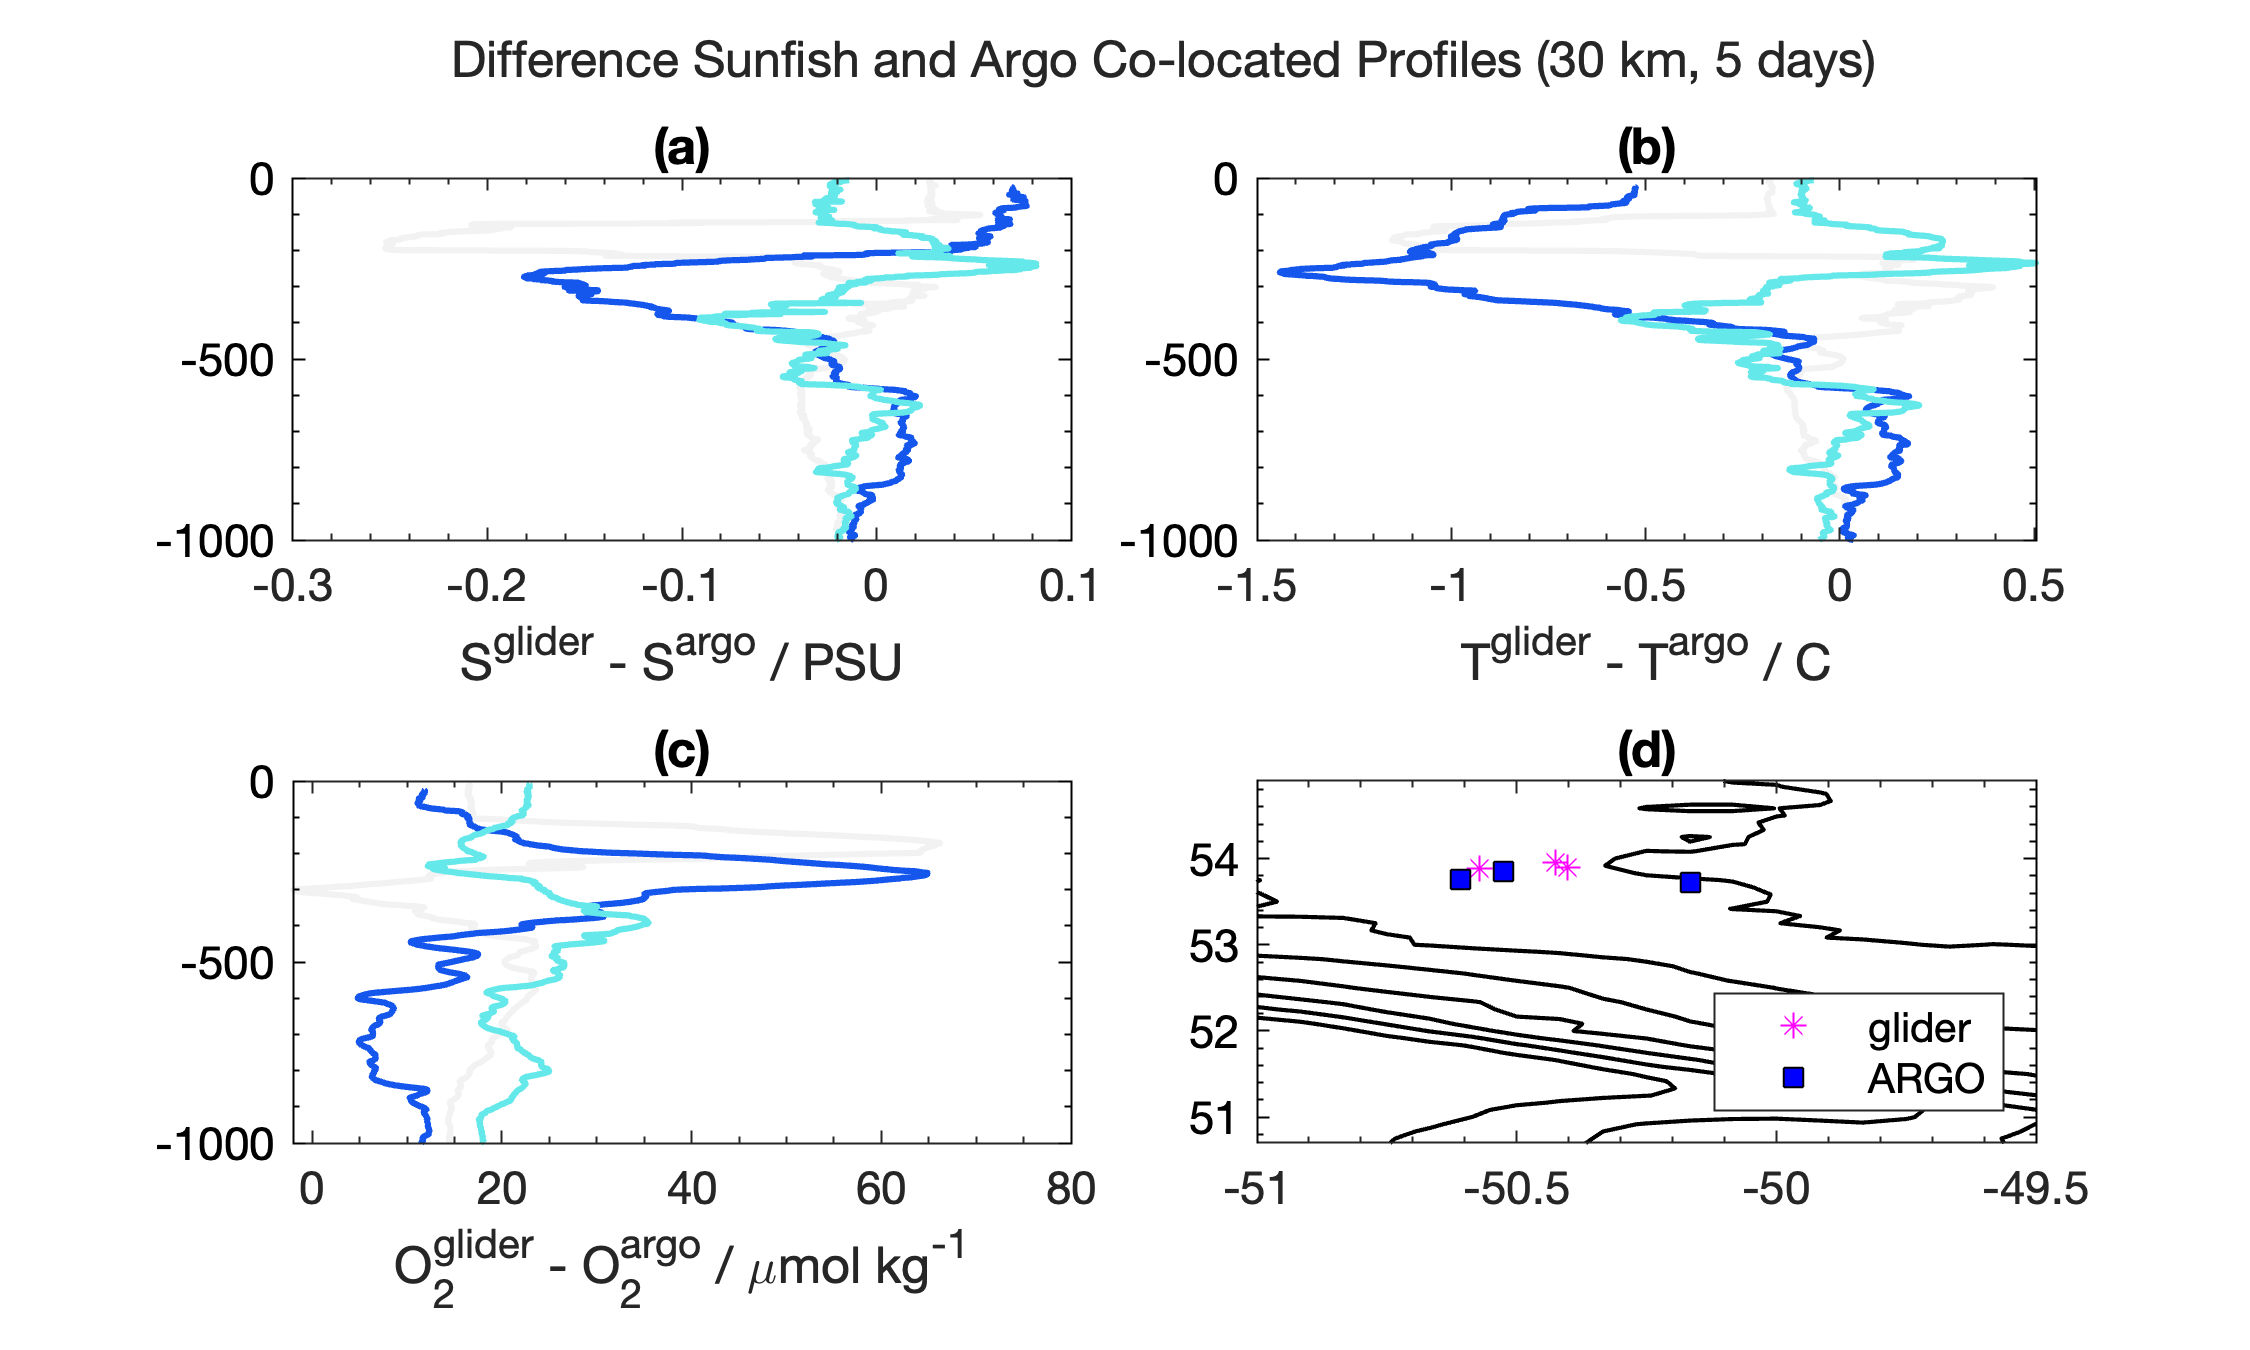 Difference Sunfish and Argo Co-located Profiles (30 km, 5 days)
(a)
0
-500
-1000
-0.3 -0.2 -0.1 0 0.1
S^glider - S^argo / PSU
(b)
0
-500
-1000
-1.5 -1 -0.5 0 0.5
T^glider - T^argo / C
(c)
0
-500
-1000
0 20 40 60 80
O_2^glider - O_2^argo / μmol kg^-1
(d)
54
53
52
51
-51 -50.5 -50 -49.5
glider
ARGO